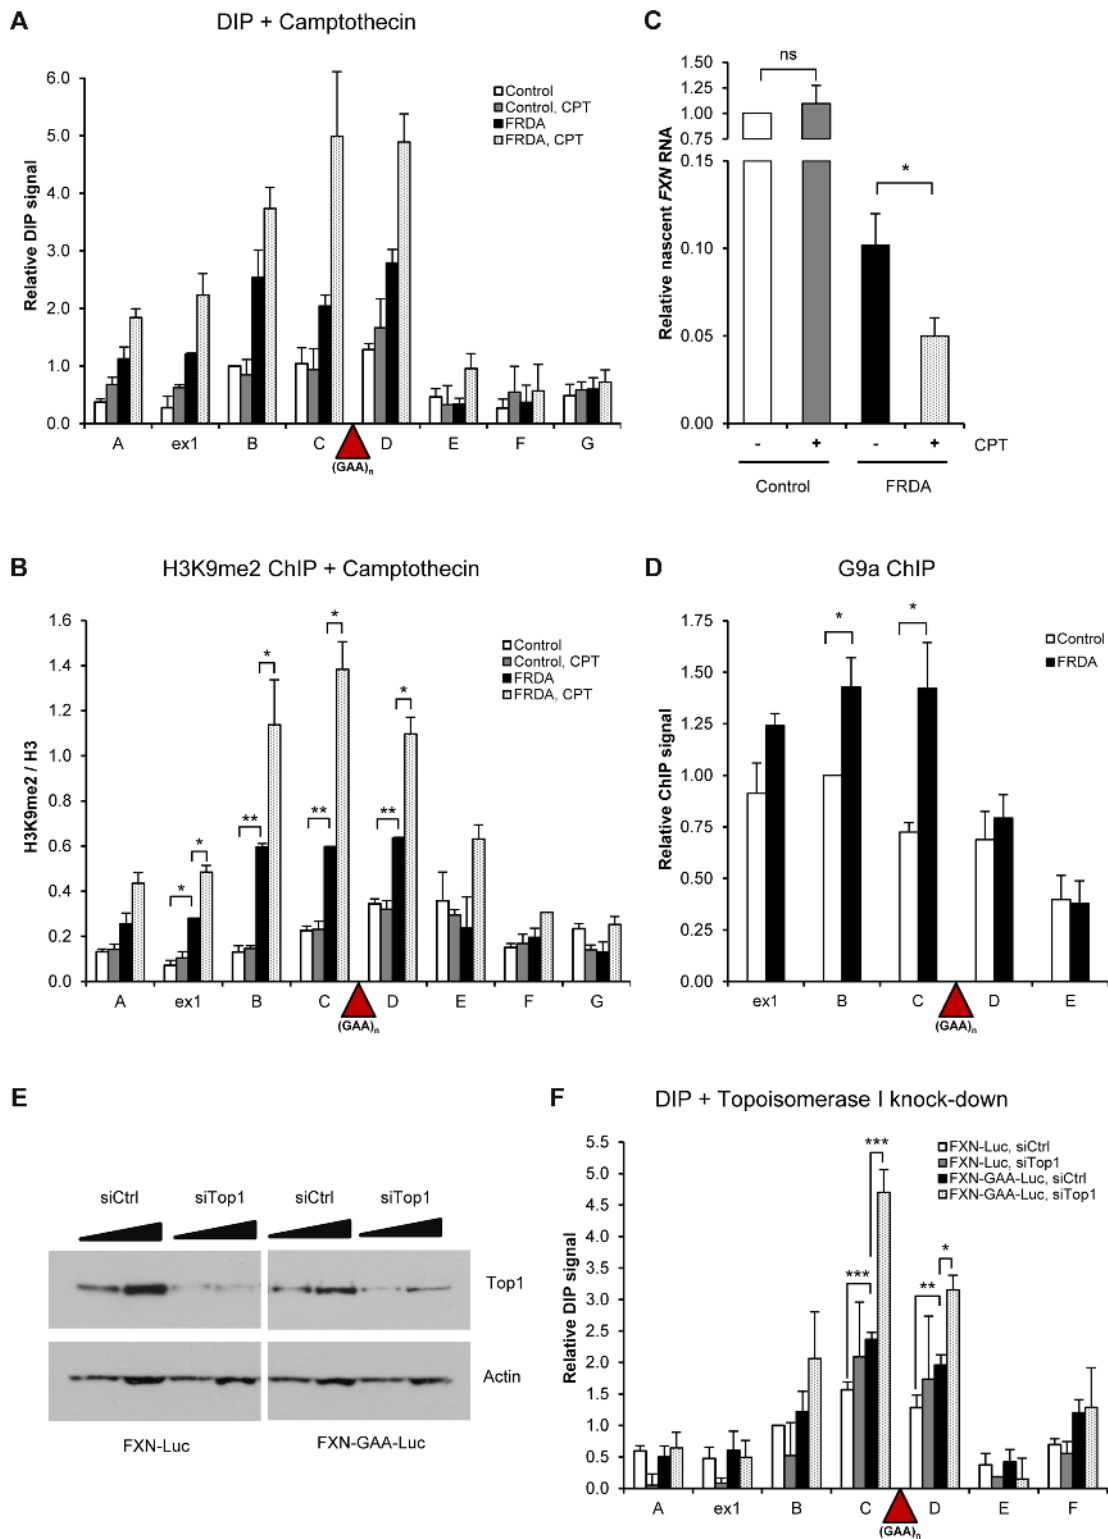 A
DIP + Camptothecin
Relative DIP signal
6.0
5.0
4.0
3.0
2.0
1.0
0.0
Control
Control, CPT
FRDA
FRDA, CPT
A ex1 B C D E F G
(GAA)n
C
Relative nascent FXN RNA
1.50
1.25
1.00
0.75
0.15
0.10
0.05
0.00
ns
*
- + - + CPT
Control FRDA
B
H3K9me2 ChIP + Camptothecin
H3K9me2 / H3
1.6
1.4
1.2
1.0
0.8
0.6
0.4
0.2
0.0
Control
Control, CPT
FRDA
FRDA, CPT
* * ** * ** * ** *
A ex1 B C D E F G
(GAA)n
D
G9a ChIP
Relative ChIP signal
1.75
1.50
1.25
1.00
0.75
0.50
0.25
0.00
* *
Control
FRDA
ex1 B C D E
(GAA)n
E
siCtrl siTop1 siCtrl siTop1
Top1
Actin
FXN-Luc FXN-GAA-Luc
F
DIP + Topoisomerase I knock-down
Relative DIP signal
5.5
5.0
4.5
4.0
3.5
3.0
2.5
2.0
1.5
1.0
0.5
0.0
FXN-Luc, siCtrl
FXN-Luc, siTop1
FXN-GAA-Luc, siCtrl
FXN-GAA-Luc, siTop1
*** *** ** *
A ex1 B C D E F
(GAA)n